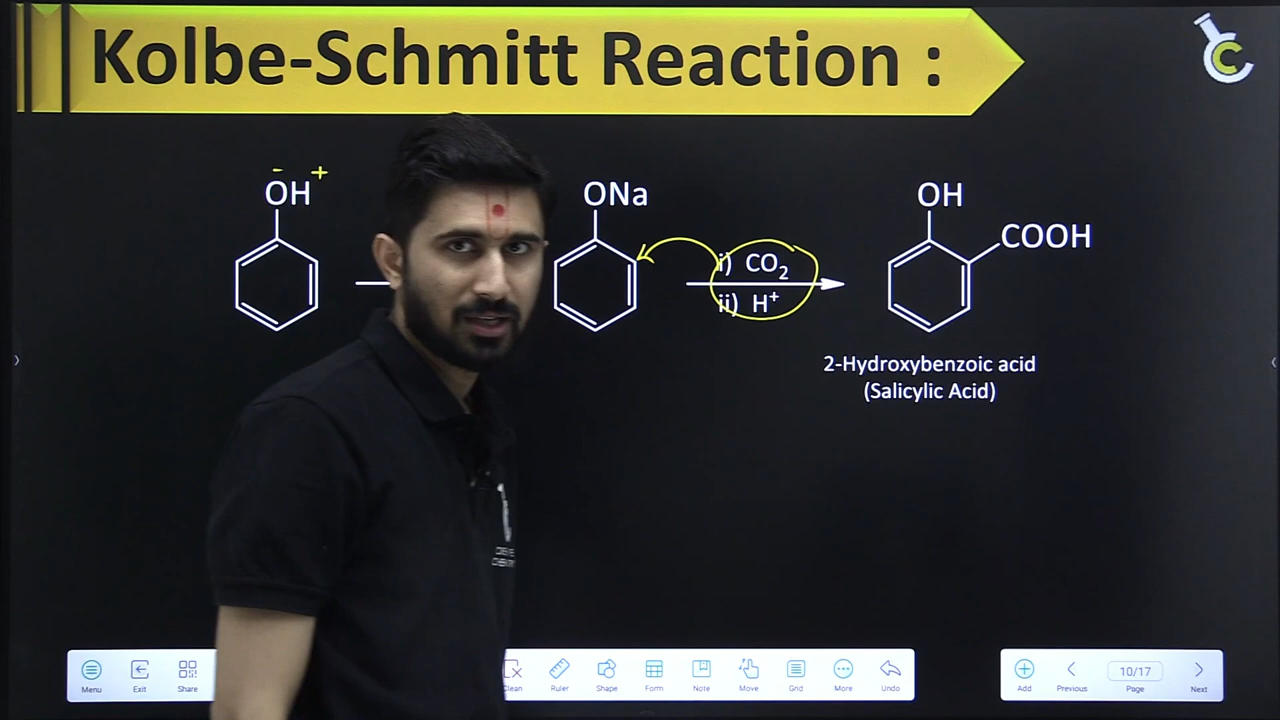 Kolbe-Schmitt Reaction :
C
- +
OH
ONa
i) CO₂
ii) H⁺
OH
COOH
2-Hydroxybenzoic acid
(Salicylic Acid)
Menu
Exit
Share
Clean
Ruler
Shape
Form
Note
Move
Grid
More
Undo
Add
Previous
10/17
Page
Next